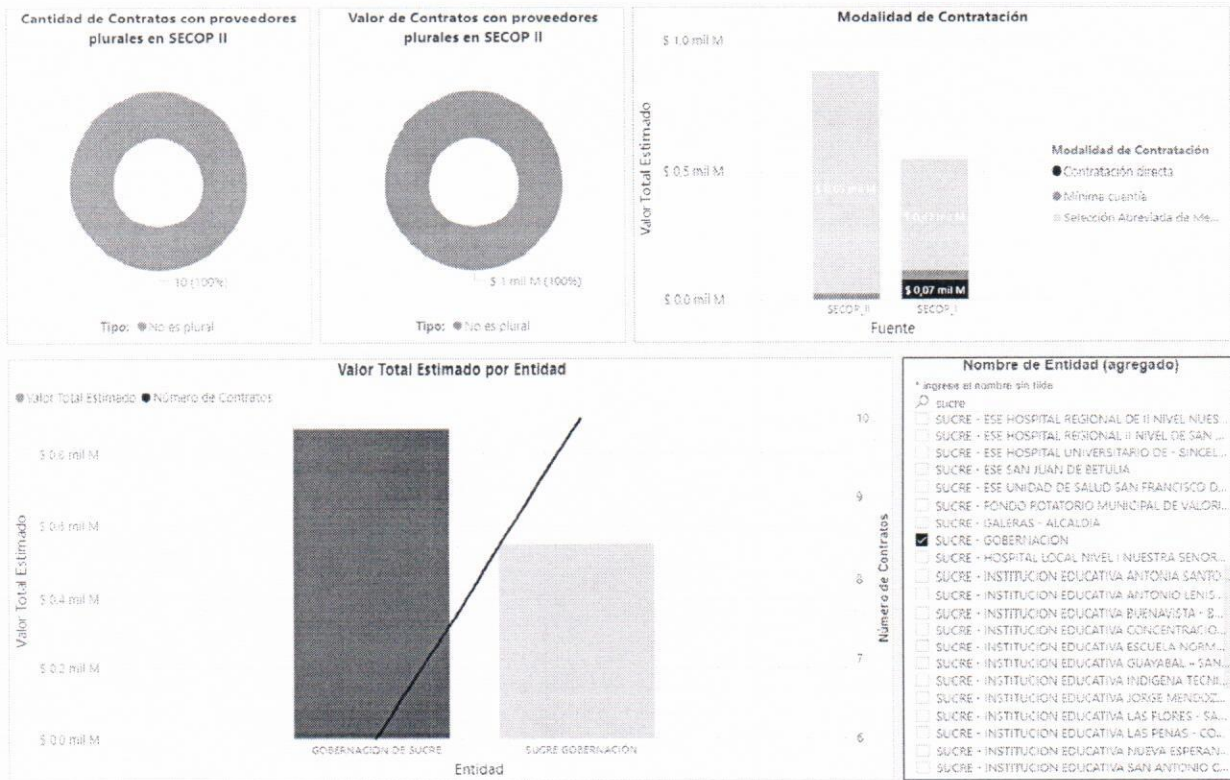 Cantidad de Contratos con proveedores
plurales en SECOP II
10 (100%)
Tipo: No es plural
Valor de Contratos con proveedores
plurales en SECOP II
$ 1 mil M (100%)
Tipo: No es plural
Modalidad de Contratación
$ 1,0 mil M
$ 0,5 mil M
$ 0,0 mil M
Valor Total Estimado
$ 0,07 mil M
SECOP_II
SECOP_I
Fuente
Modalidad de Contratación
Contratación directa
Mínima cuantía
Selección Abreviada de Me...
Valor Total Estimado por Entidad
Valor Total Estimado
Número de Contratos
$ 0,8 mil M
$ 0,4 mil M
$ 0,2 mil M
$ 0,0 mil M
Valor Total Estimado
10
9
8
7
6
Número de Contratos
GOBERNACION DE SUCRE
SUCRE GOBERNACIÓN
Entidad
Nombre de Entidad (agregado)
* ingrese el nombre sin tilde
sucre
SUCRE - ESE HOSPITAL REGIONAL DE II NIVEL NUES...
SUCRE - ESE HOSPITAL REGIONAL II NIVEL DE SAN ...
SUCRE - ESE HOSPITAL UNIVERSITARIO DE - SINCEL...
SUCRE - ESE SAN JUAN DE BETULIA
SUCRE - ESE UNIDAD DE SALUD SAN FRANCISCO D...
SUCRE - FONDO ROTATORIO MUNICIPAL DE VALORI...
SUCRE - GALERAS - ALCALDIA
SUCRE - GOBERNACION
SUCRE - HOSPITAL LOCAL NIVEL I NUESTRA SENOR...
SUCRE - INSTITUCION EDUCATIVA ANTONIA SANTO...
SUCRE - INSTITUCION EDUCATIVA ANTONIO LENIS...
SUCRE - INSTITUCION EDUCATIVA BUENAVISTA - B...
SUCRE - INSTITUCION EDUCATIVA CONCENTRACIO...
SUCRE - INSTITUCION EDUCATIVA ESCUELA NORM...
SUCRE - INSTITUCION EDUCATIVA GUAYABAL - SAN...
SUCRE - INSTITUCION EDUCATIVA INDIGENA TECNI...
SUCRE - INSTITUCION EDUCATIVA JORGE MENDOZ...
SUCRE - INSTITUCION EDUCATIVA LAS FLORES - SA...
SUCRE - INSTITUCION EDUCATIVA LAS PENAS - CO...
SUCRE - INSTITUCION EDUCATIVA NUEVA ESPERAN...
SUCRE - INSTITUCION EDUCATIVA SAN ANTONIO C...